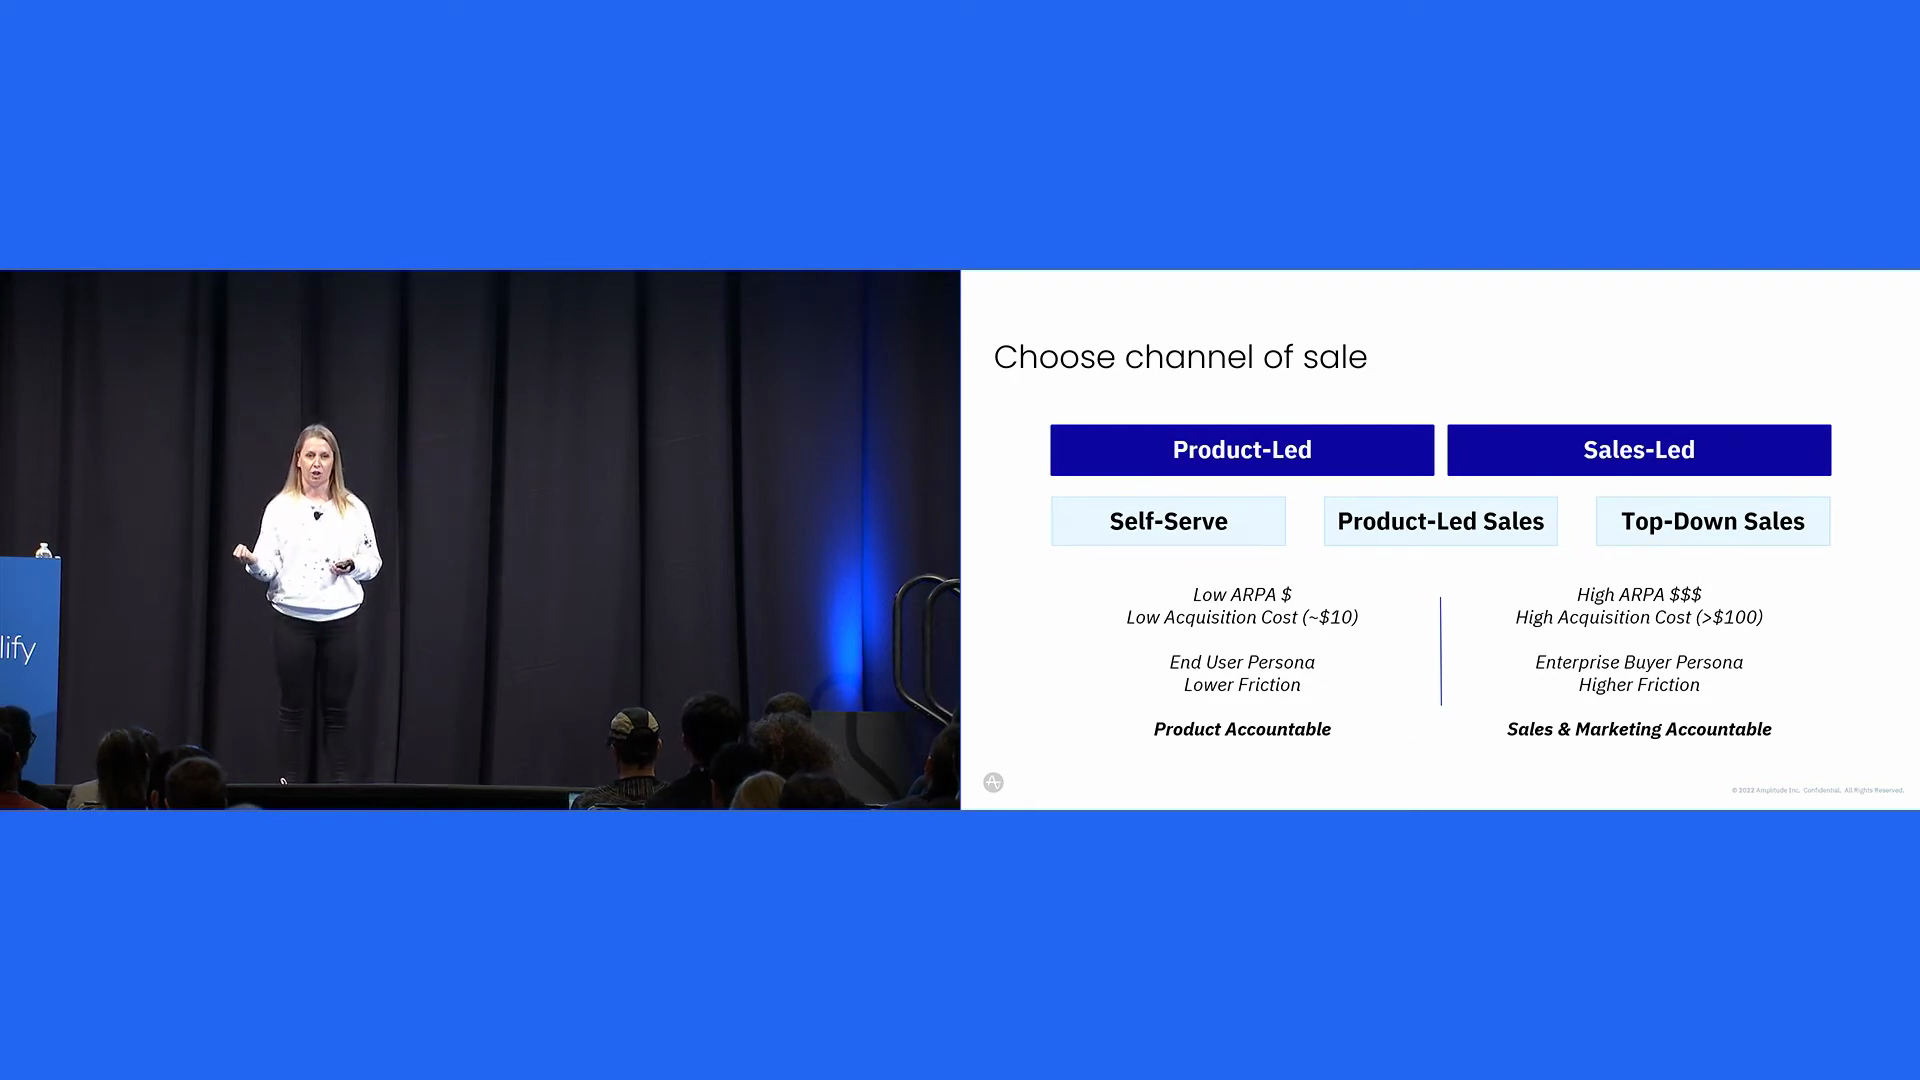 Choose channel of sale
Product-Led
Sales-Led
Self-Serve
Product-Led Sales
Top-Down Sales
Low ARPA $
Low Acquisition Cost (~$10)
End User Persona
Lower Friction
Product Accountable
High ARPA $$$
High Acquisition Cost (>$100)
Enterprise Buyer Persona
Higher Friction
Sales & Marketing Accountable
© 2022 Amplitude Inc. Confidential. All Rights Reserved.
lify